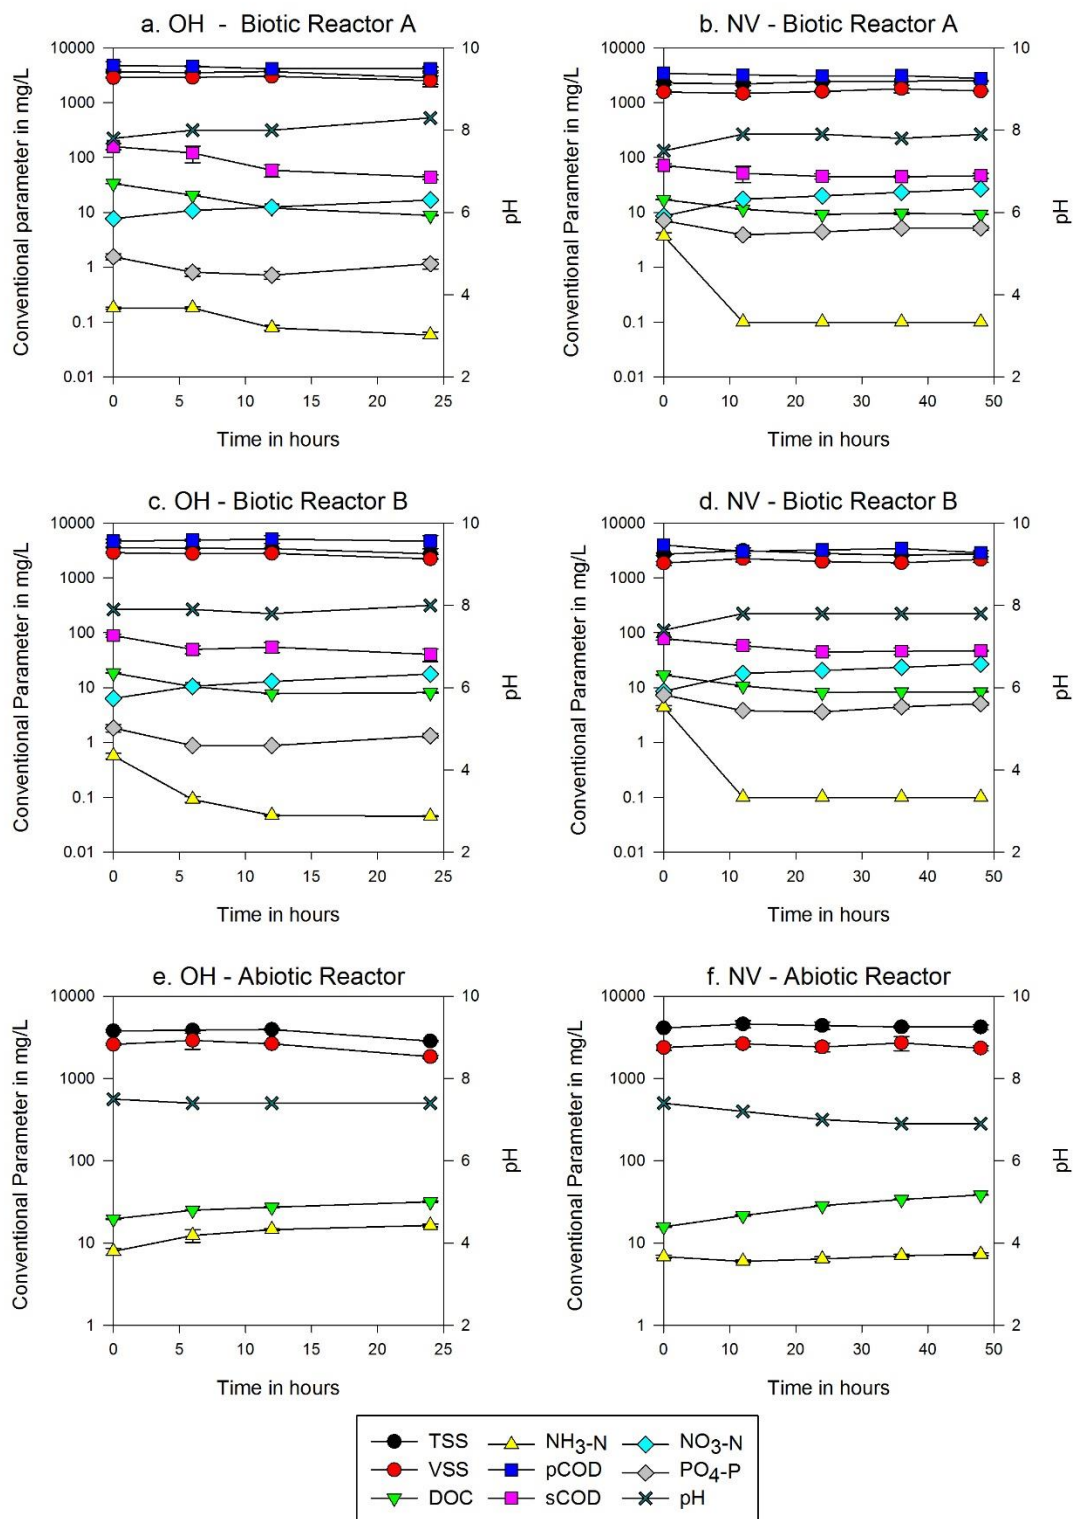 a. OH - Biotic Reactor A
Conventional parameter in mg/L
10000
1000
100
10
1
0.1
0.01
10
8
6
4
2
pH
0 5 10 15 20 25
Time in hours
b. NV - Biotic Reactor A
Conventional Parameter in mg/L
10000
1000
100
10
1
0.1
0.01
10
8
6
4
2
pH
0 10 20 30 40 50
Time in hours
c. OH - Biotic Reactor B
Conventional Parameter in mg/L
10000
1000
100
10
1
0.1
0.01
10
8
6
4
2
pH
0 5 10 15 20 25
Time in hours
d. NV - Biotic Reactor B
Conventional Parameter in mg/L
10000
1000
100
10
1
0.1
0.01
10
8
6
4
2
pH
0 10 20 30 40 50
Time in hours
e. OH - Abiotic Reactor
Conventional Parameter in mg/L
10000
1000
100
10
1
10
8
6
4
2
pH
0 5 10 15 20 25
Time in hours
f. NV - Abiotic Reactor
Conventional Parameter in mg/L
10000
1000
100
10
1
10
8
6
4
2
pH
0 10 20 30 40 50
Time in hours
TSS NH3-N NO3-N
VSS pCOD PO4-P
DOC sCOD pH